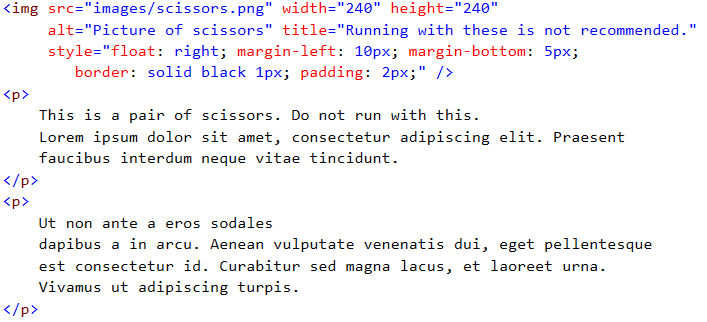 <img src="images/scissors.png" width="240" height="240"
alt="Picture of scissors" title="Running with these is not recommended."
style="float: right; margin-left: 10px; margin-bottom: 5px;
border: solid black 1px; padding: 2px;" />
<p>
This is a pair of scissors. Do not run with this.
Lorem ipsum dolor sit amet, consectetur adipiscing elit. Praesent
faucibus interdum neque vitae tincidunt.
</p>
<p>
Ut non ante a eros sodales
dapibus a in arcu. Aenean vulputate venenatis dui, eget pellentesque
est consectetur id. Curabitur sed magna lacus, et laoreet urna.
Vivamus ut adipiscing turpis.
</p>